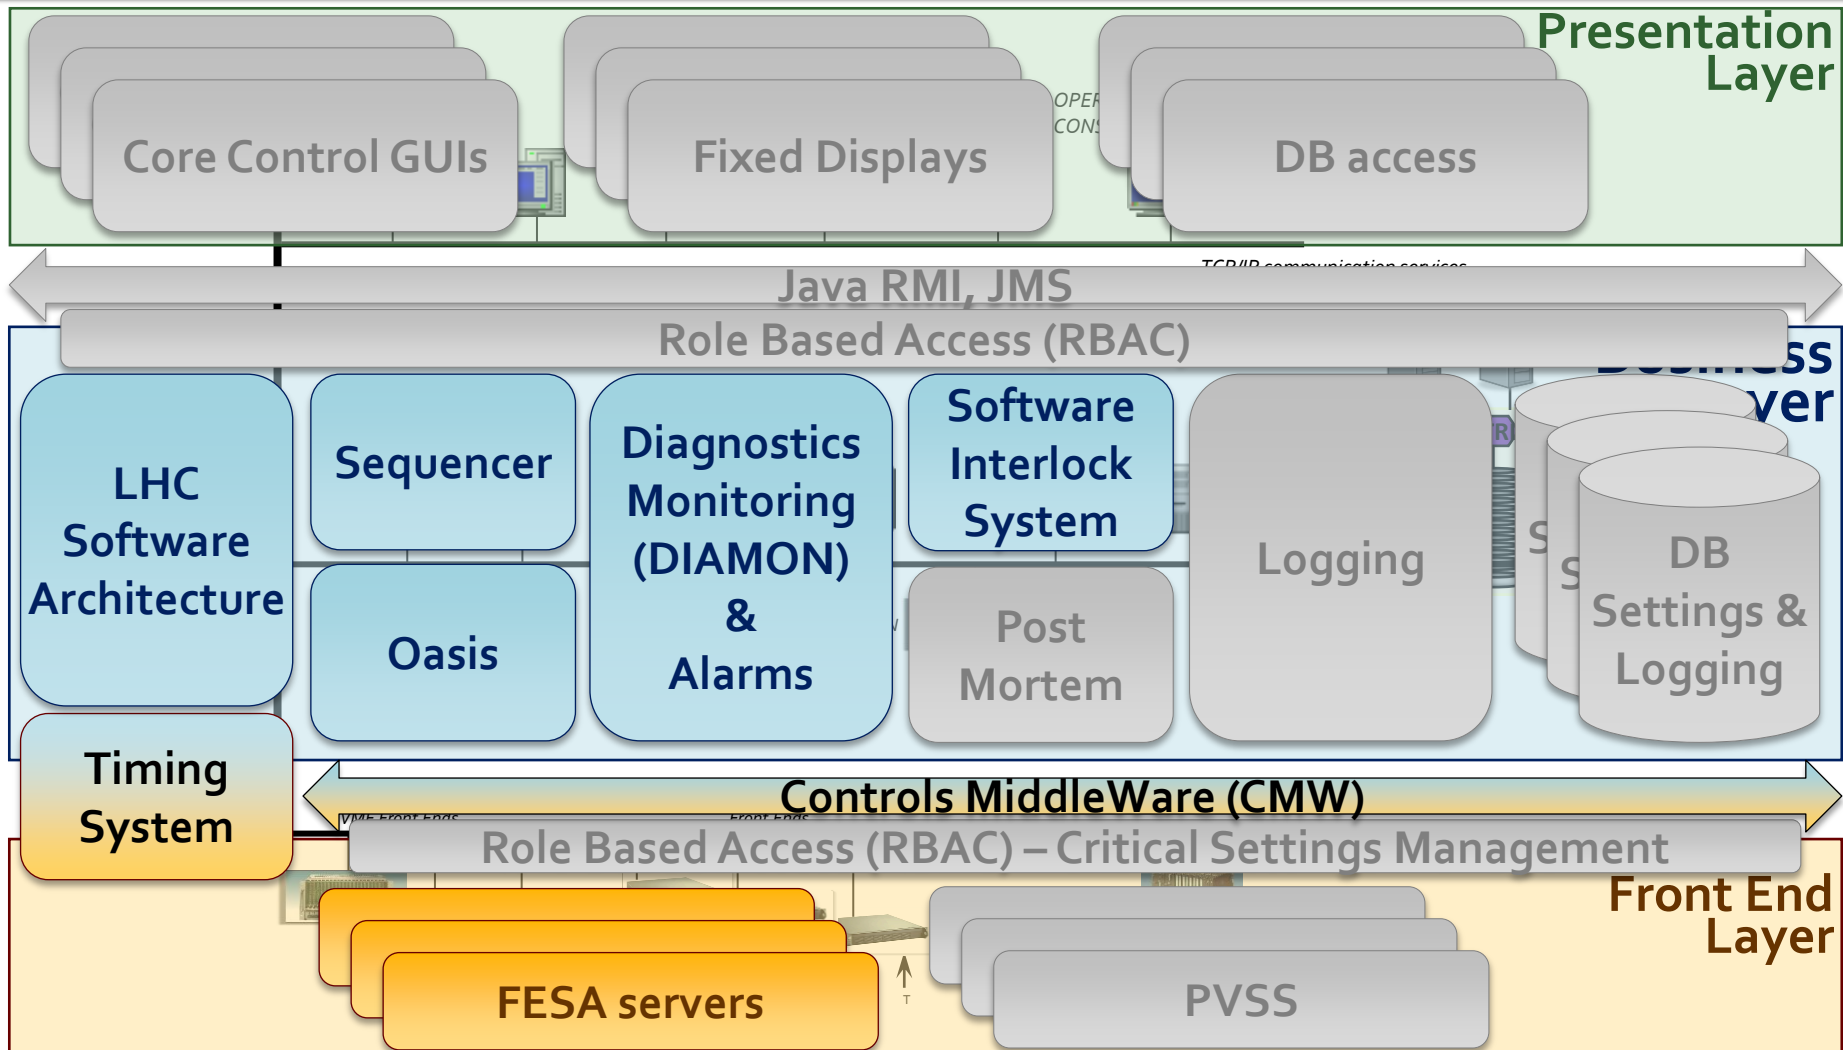 Presentation
Layer
Core Control GUIs
Fixed Displays
DB access
Java RMI, JMS
Role Based Access (RBAC)
LHC
Software
Architecture
Sequencer
Oasis
Diagnostics
Monitoring
(DIAMON)
&
Alarms
Software
Interlock
System
Post
Mortem
Logging
DB
Settings &
Logging
Timing
System
Controls MiddleWare (CMW)
Role Based Access (RBAC) – Critical Settings Management
Front End
Layer
FESA servers
T
PVSS